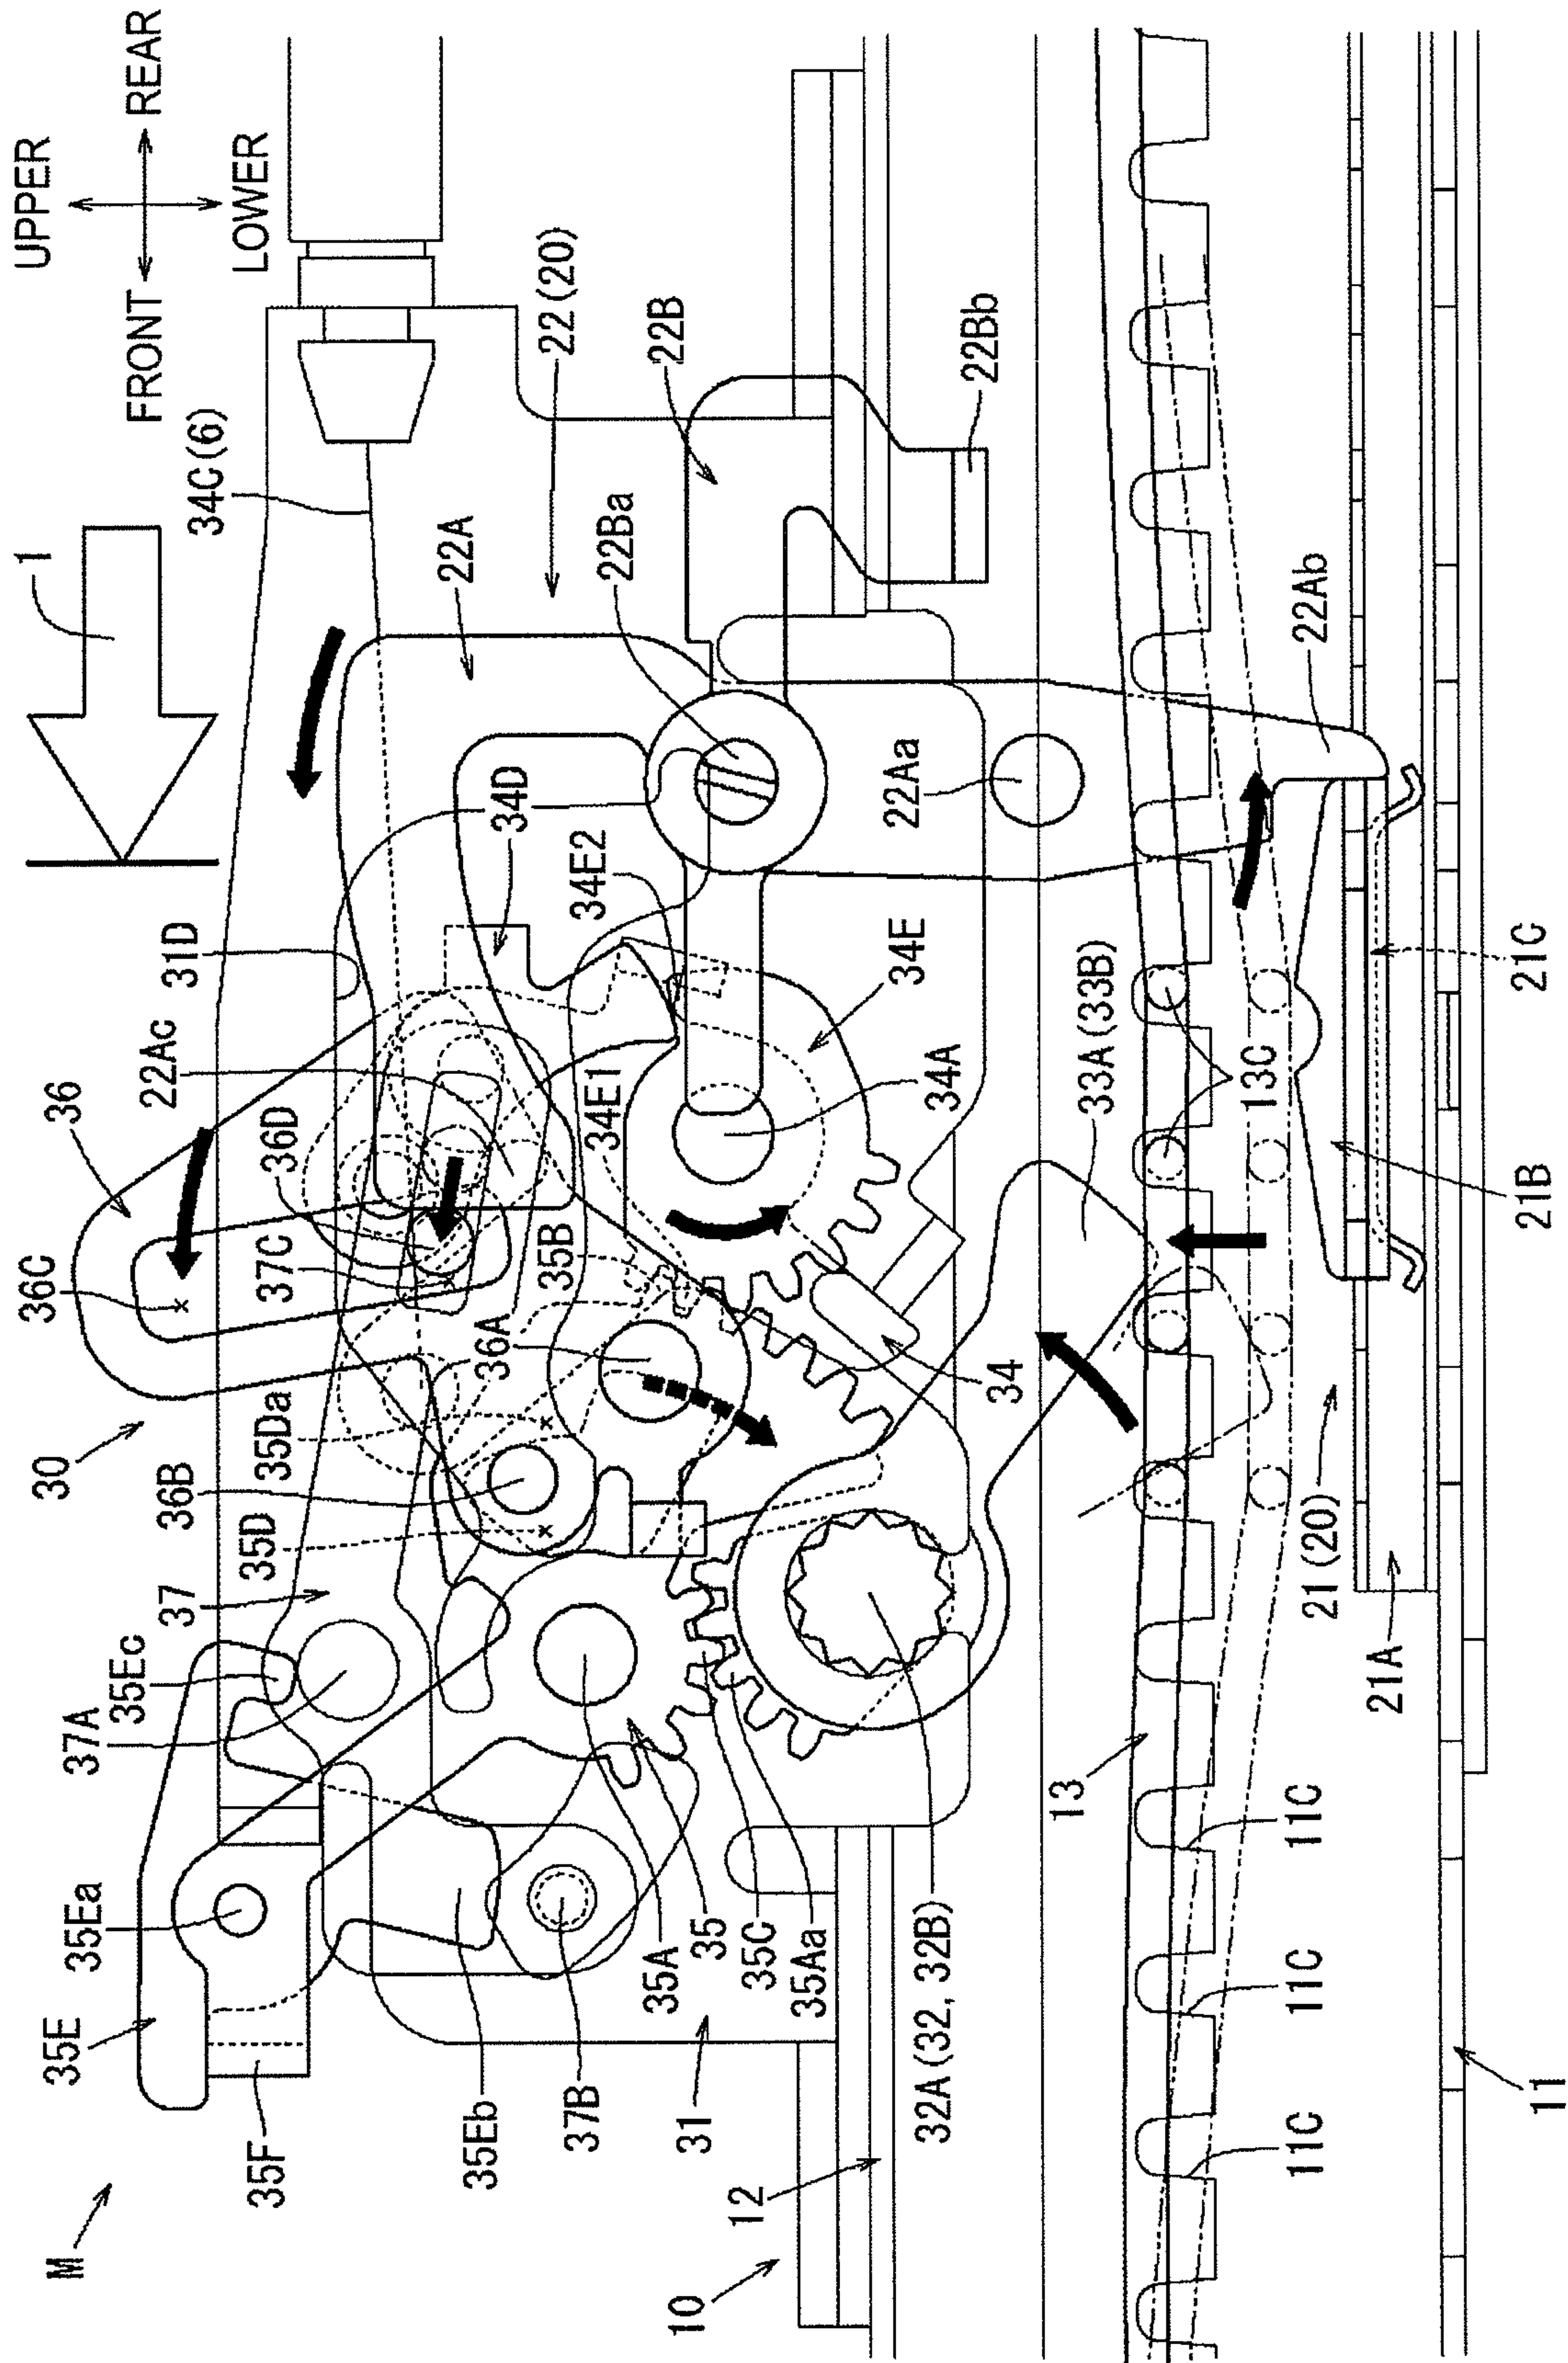 UPPER
FRONT
REAR
LOWER
1
34C(6)
22(20)
22A
22B
22Ba
22Bb
22Aa
22Ab
31D
34D
34E2
34E
22Ac
36
36D
34E1
34A
33A(33B)
13C
21C
21B
36C
37C
35B
36A
34
30
35Da
36B
35D
37
21(20)
21A
35Ec
37A
13
11C
11C
11C
35Ea
35E
35F
35Eb
37B
35A
35
35C
35Aa
31
32A(32, 32B)
12
10
11
M